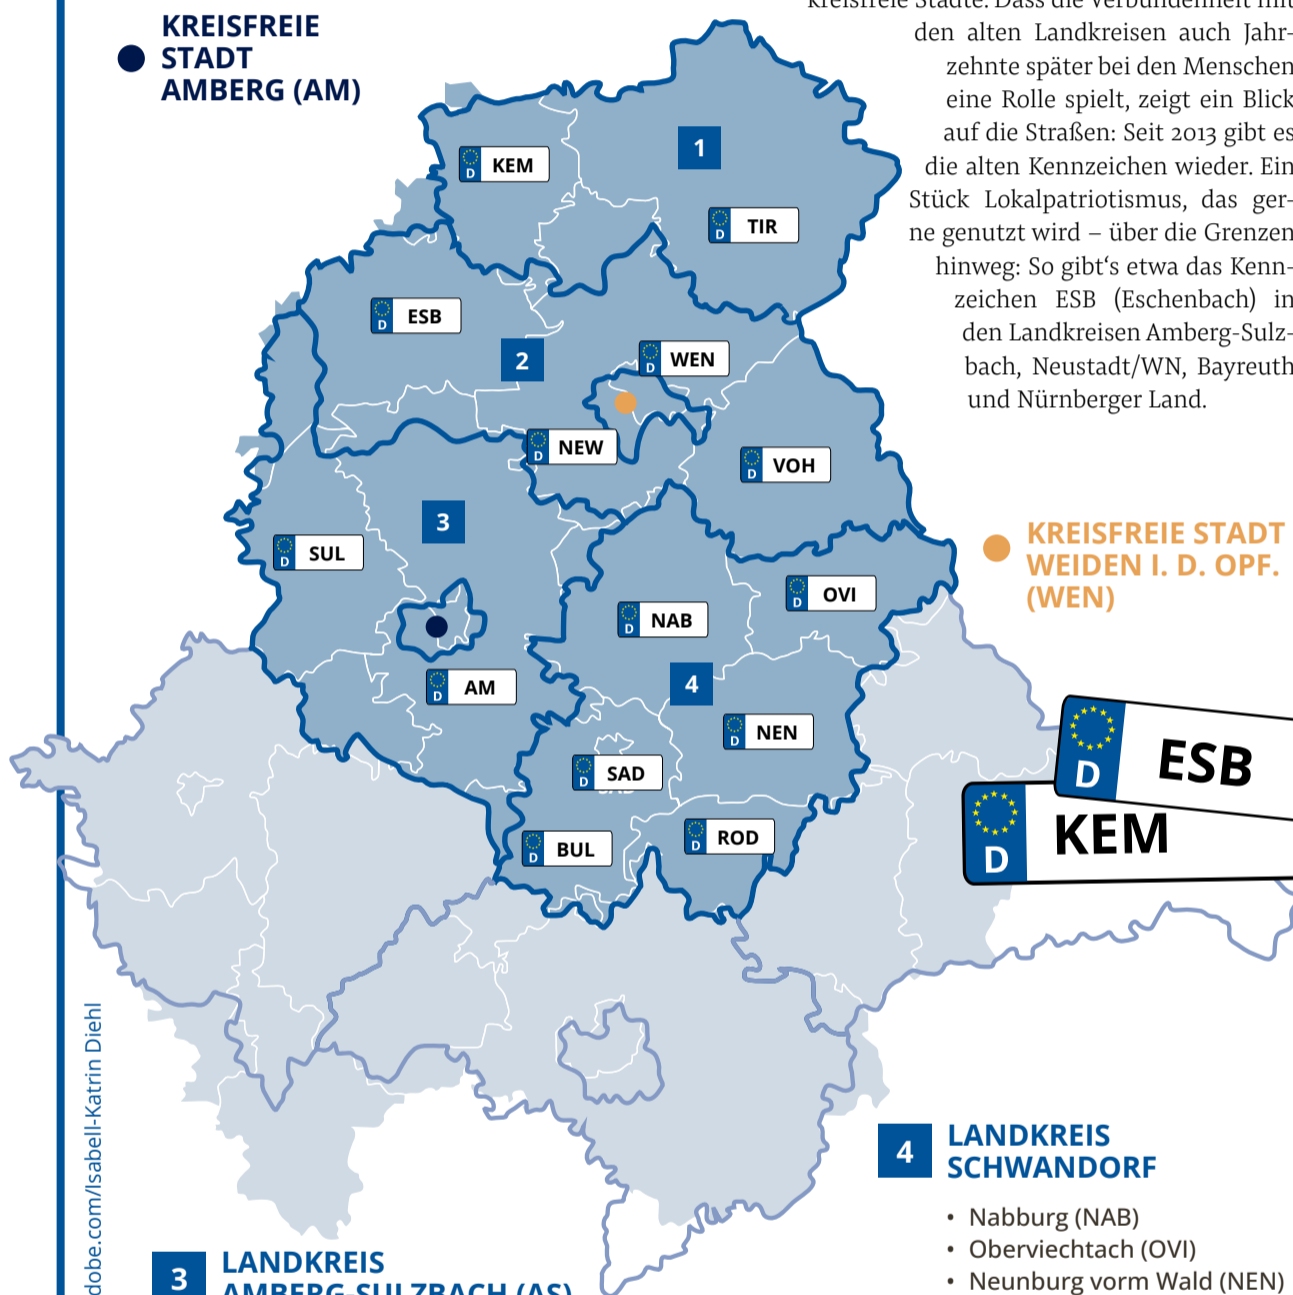 KREISFREIE
STADT
AMBERG (AM)
den alten Landkreisen auch Jahr-
zehnte später bei den Menschen
eine Rolle spielt, zeigt ein Blick
auf die Straßen: Seit 2013 gibt es
die alten Kennzeichen wieder. Ein
Stück Lokalpatriotismus, das ger-
ne genutzt wird – über die Grenzen
hinweg: So gibt‘s etwa das Kenn-
zeichen ESB (Eschenbach) in
den Landkreisen Amberg-Sulz-
bach, Neustadt/WN, Bayreuth
und Nürnberger Land.
1
D KEM
D TIR
D ESB
2
D WEN
D NEW
D VOH
3
D SUL
KREISFREIE STADT
WEIDEN I. D. OPF.
(WEN)
D OVI
D NAB
4
D AM
D NEN
D SAD
D ROD
D BUL
D ESB
D KEM
dobe.com/Isabell-Katrin Diehl
4
LANDKREIS
SCHWANDORF
• Nabburg (NAB)
• Oberviechtach (OVI)
• Neunburg vorm Wald (NEN)
3
LANDKREIS
AMBERG-SULZBACH (AS)